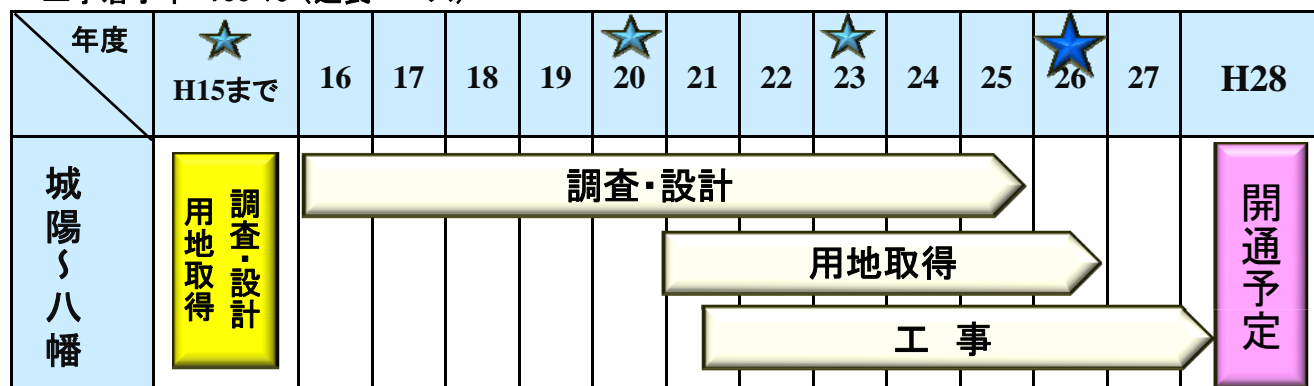 年度
H15まで
16
17
18
19
20
21
22
23
24
25
26
27
H28
城陽～八幡
調査・設計
用地取得
調査・設計
用地取得
工 事
開通予定